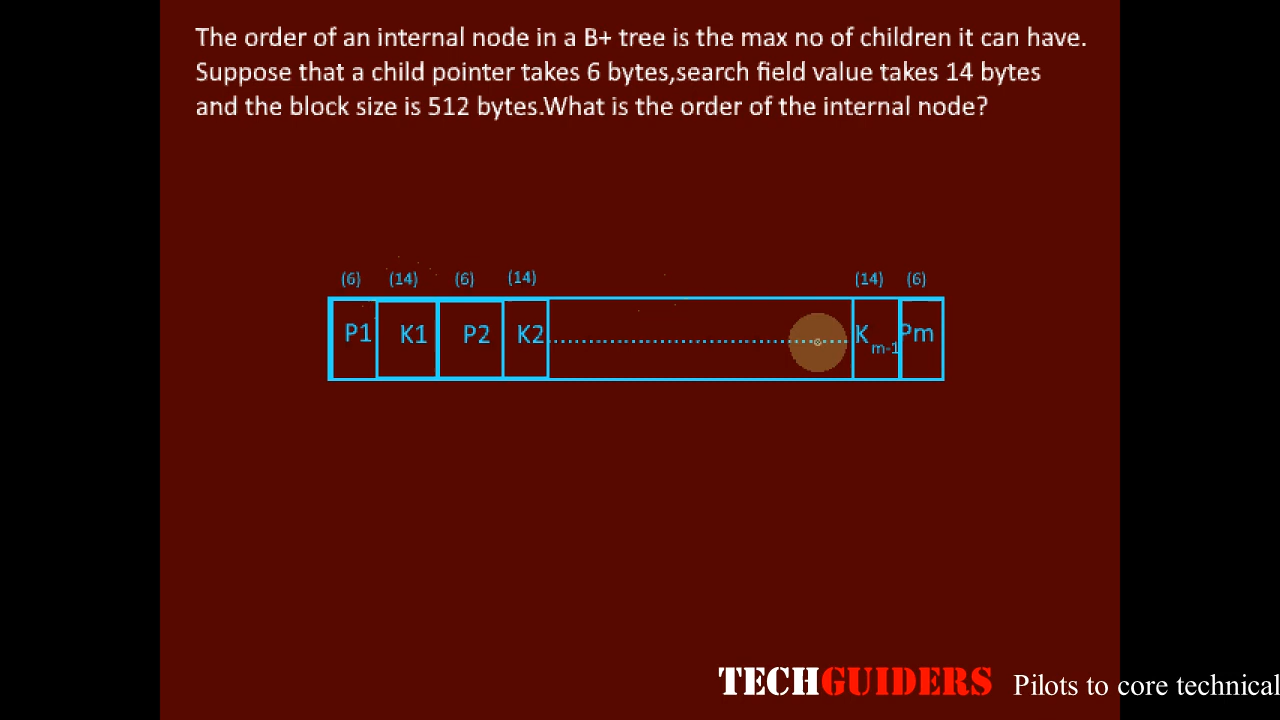 The order of an internal node in a B+ tree is the max no of children it can have.
Suppose that a child pointer takes 6 bytes,search field value takes 14 bytes
and the block size is 512 bytes.What is the order of the internal node?
(6) (14) (6) (14) (14) (6)
P1 K1 P2 K2 K m-1 Pm
TECHGUIDERS Pilots to core technical